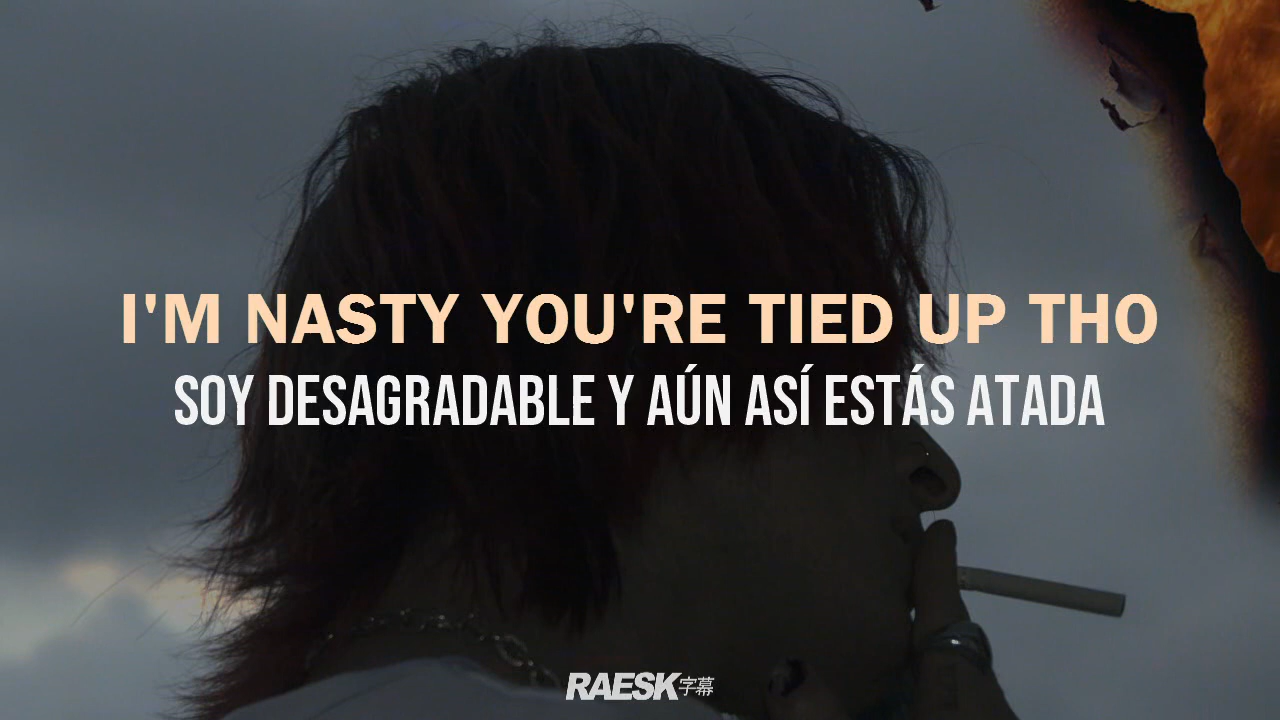 I'M NASTY YOU'RE TIED UP THO
SOY DESAGRADABLE Y AÚN ASÍ ESTÁS ATADA
RAESK字幕